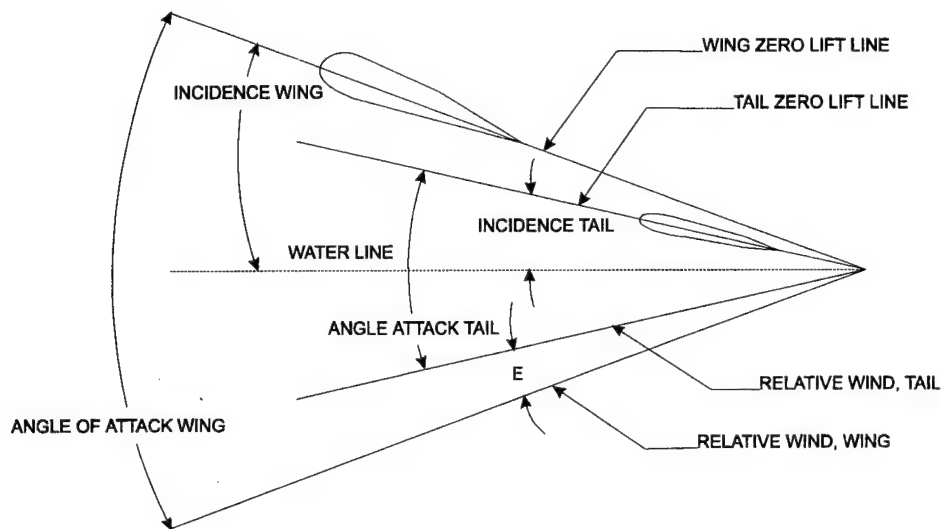 WING ZERO LIFT LINE
INCIDENCE WING
TAIL ZERO LIFT LINE
INCIDENCE TAIL
WATER LINE
ANGLE ATTACK TAIL
E
RELATIVE WIND, TAIL
ANGLE OF ATTACK WING
RELATIVE WIND, WING